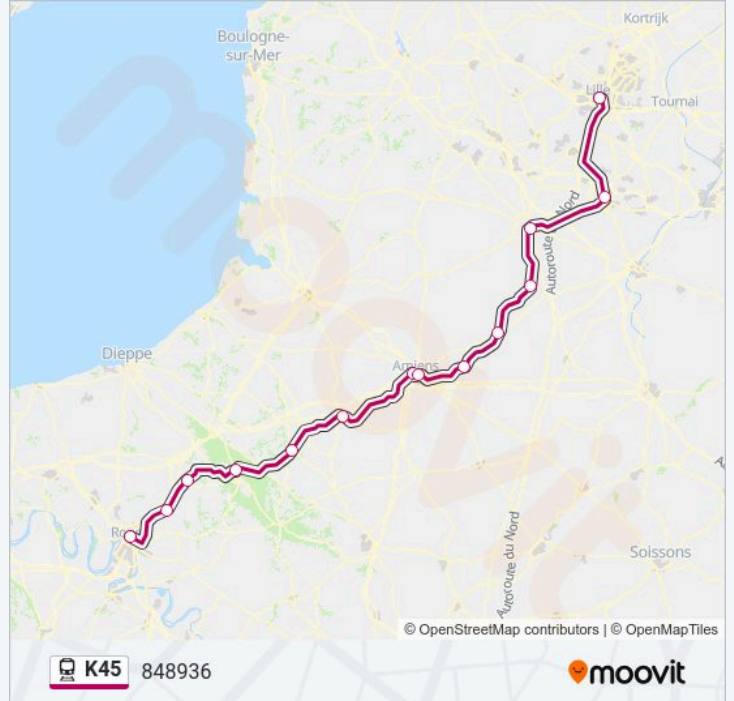 Kortrijk
Boulogne-
sur-Mer
Lille
Tournai
Nord
Autoroute
Dieppe
Amiens
Autoroute du Nord
Soissons
moovit
© OpenStreetMap contributors | © OpenMapTiles
K45 848936 moovit